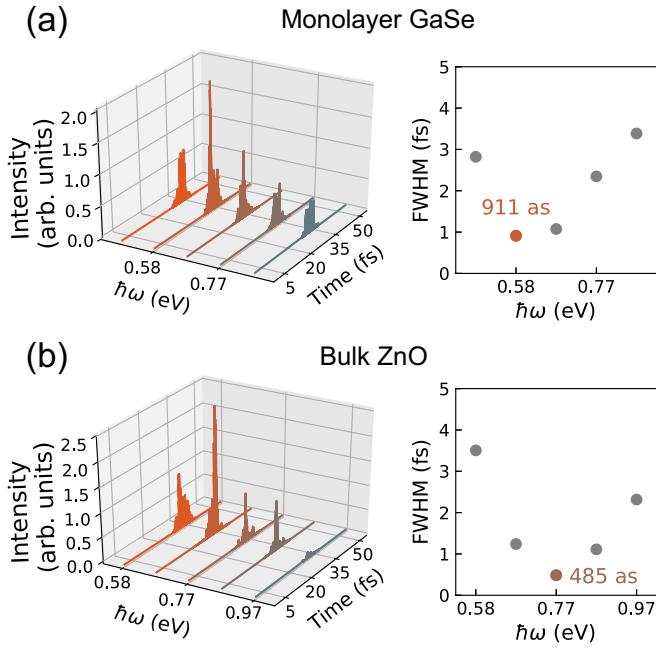 (a)
Monolayer GaSe
2.0
1.5
1.0
0.5
0.0
Intensity
(arb. units)
0.58
0.77
ħω (eV)
5
20
35
50
Time (fs)
5
4
3
2
1
0
FWHM (fs)
911 as
0.58
0.77
ħω (eV)
(b)
Bulk ZnO
2.5
2.0
1.5
1.0
0.5
0.0
Intensity
(arb. units)
0.58
0.77
0.97
ħω (eV)
5
20
35
50
Time (fs)
5
4
3
2
1
0
FWHM (fs)
485 as
0.58
0.77
0.97
ħω (eV)